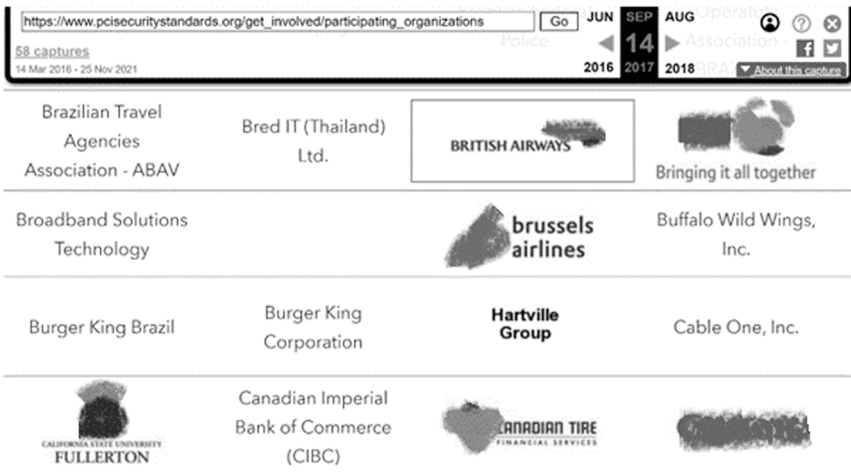 https://www.pcisecuritystandards.org/get_involved/participating_organizations
Go
JUN SEP AUG
14
2016 2017 2018
58 captures
14 Mar 2016 - 25 Nov 2021
About this capture
Police
Operators
Association -
Brazilian Travel
Agencies
Association - ABAV
Bred IT (Thailand)
Ltd.
BRITISH AIRWAYS
Bringing it all together
Broadband Solutions
Technology
brussels
airlines
Buffalo Wild Wings,
Inc.
Burger King Brazil
Burger King
Corporation
Hartville
Group
Cable One, Inc.
CALIFORNIA STATE UNIVERSITY
FULLERTON
Canadian Imperial
Bank of Commerce
(CIBC)
CANADIAN TIRE
FINANCIAL SERVICES